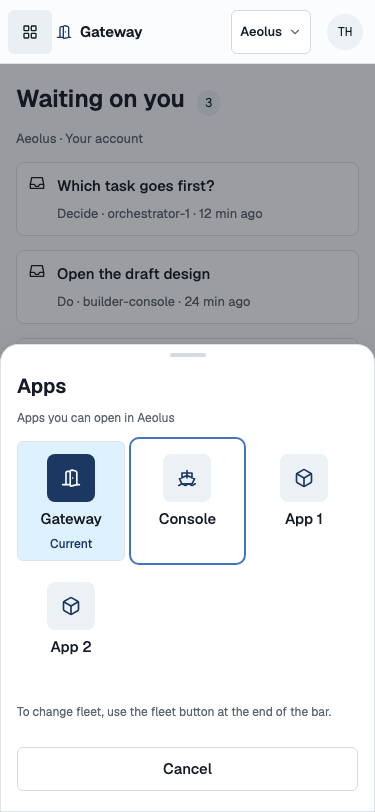 Gateway
Aeolus
TH
Waiting on you 3
Aeolus · Your account
Which task goes first?
Decide · orchestrator-1 · 12 min ago
Open the draft design
Do · builder-console · 24 min ago
Apps
Apps you can open in Aeolus
Gateway
Current
Console
App 1
App 2
To change fleet, use the fleet button at the end of the bar.
Cancel